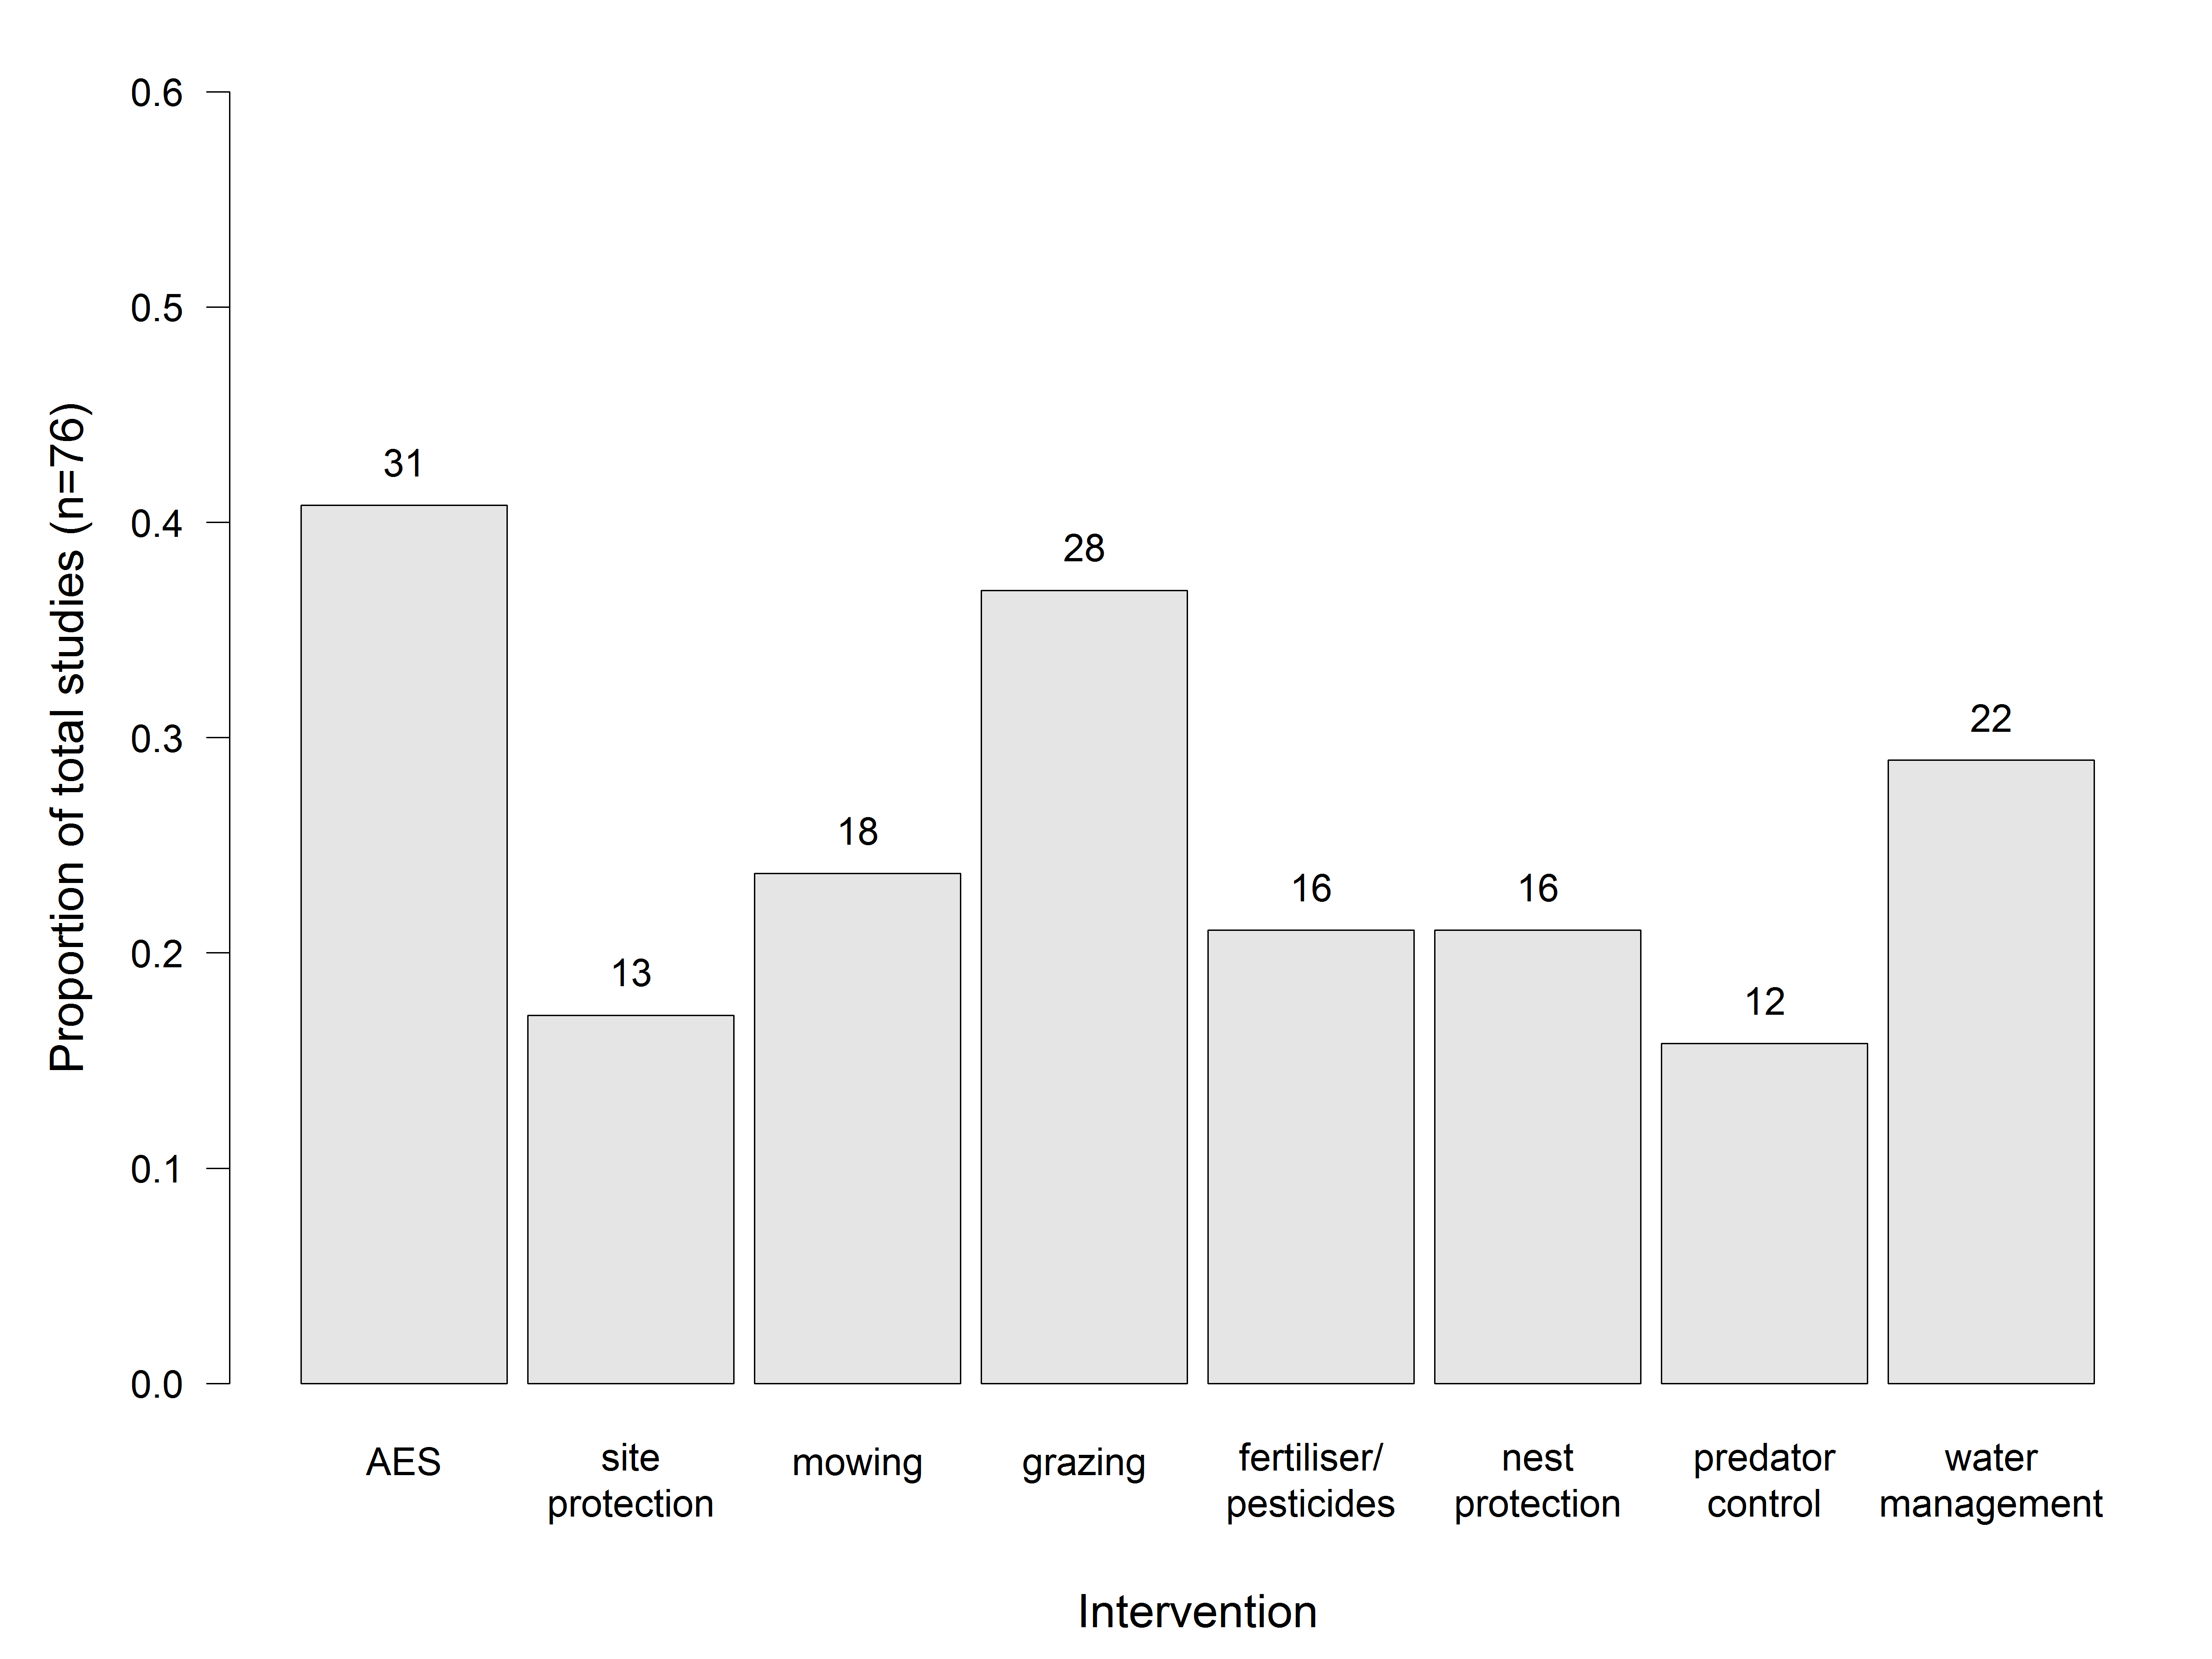 Proportion of total studies (n=76)
0.6
0.5
0.4
0.3
0.2
0.1
0.0
31
13
18
28
16
16
12
22
AES
site
protection
mowing
grazing
fertiliser/
pesticides
nest
protection
predator
control
water
management
Intervention